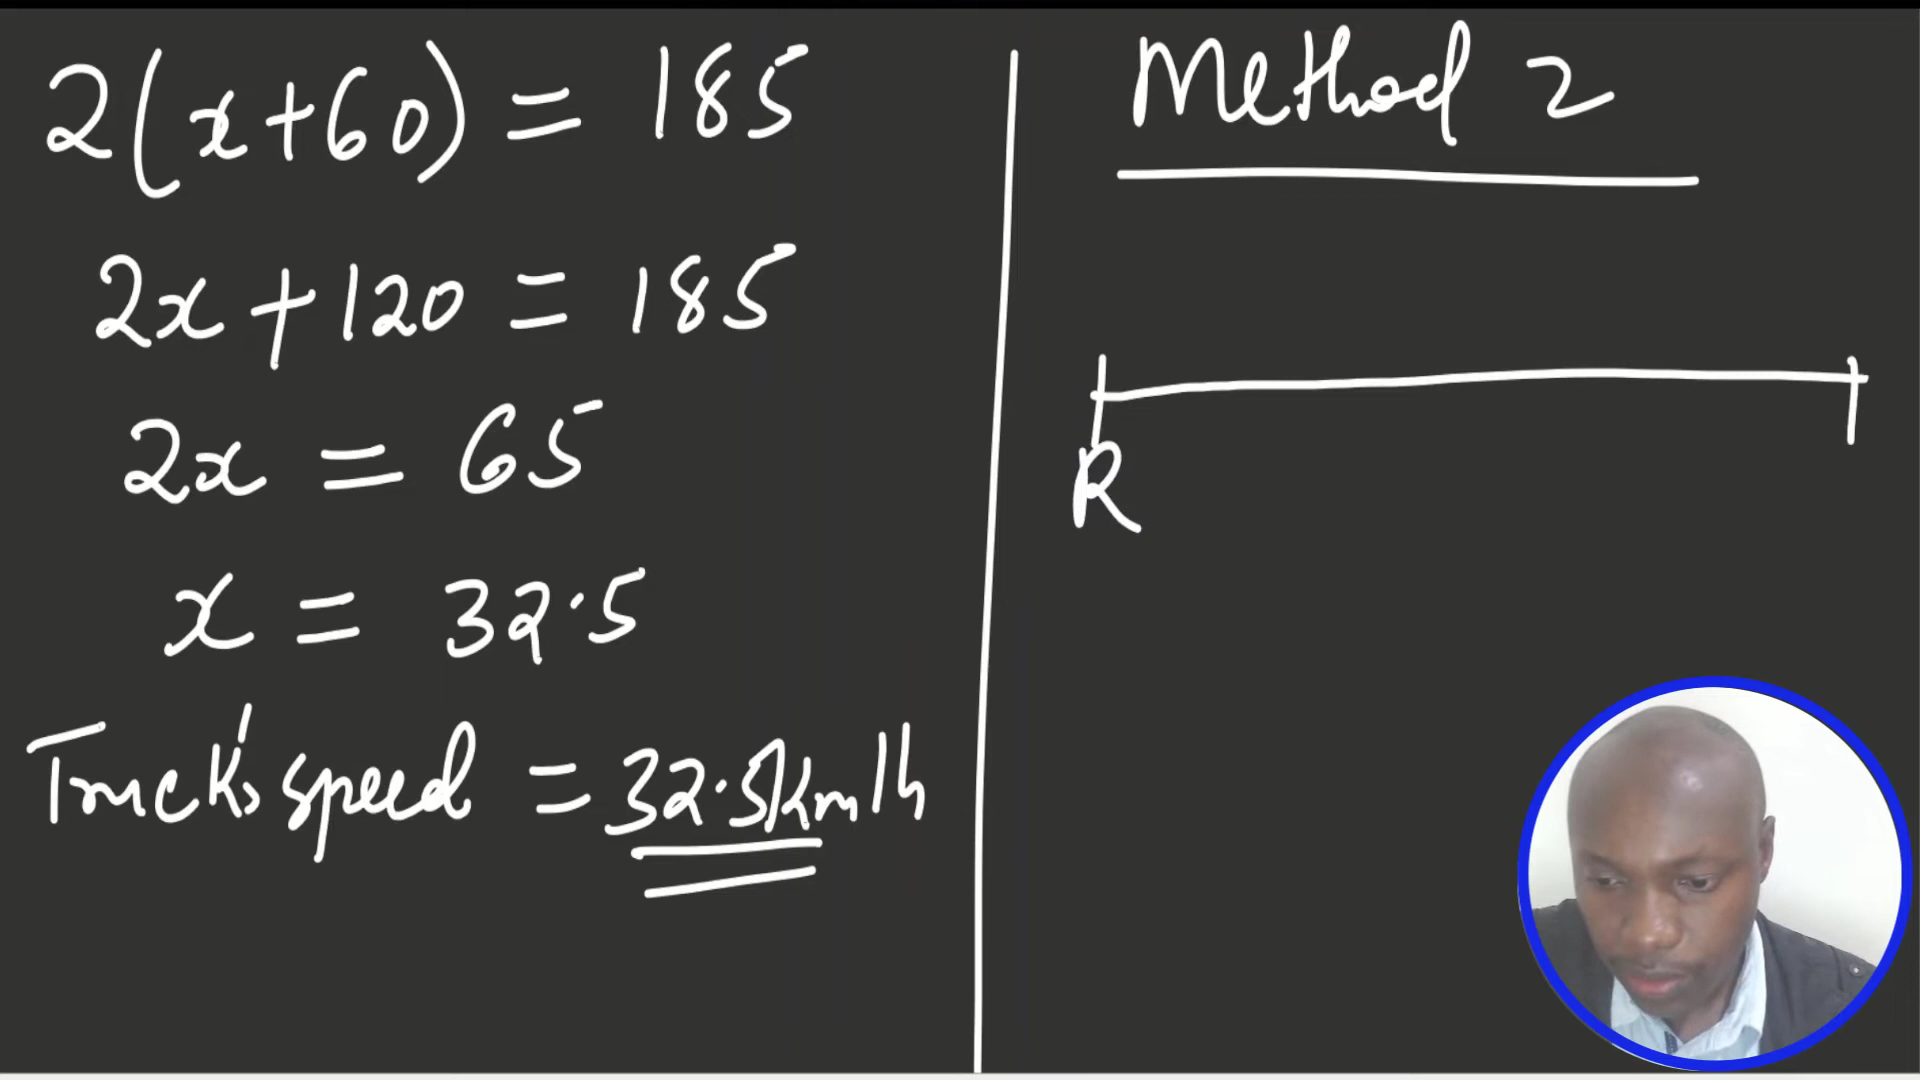 2(x+60) = 185
2x + 120 = 185
2x = 65
x = 32.5
Truck's speed = 32.5km/h
Method 2
R